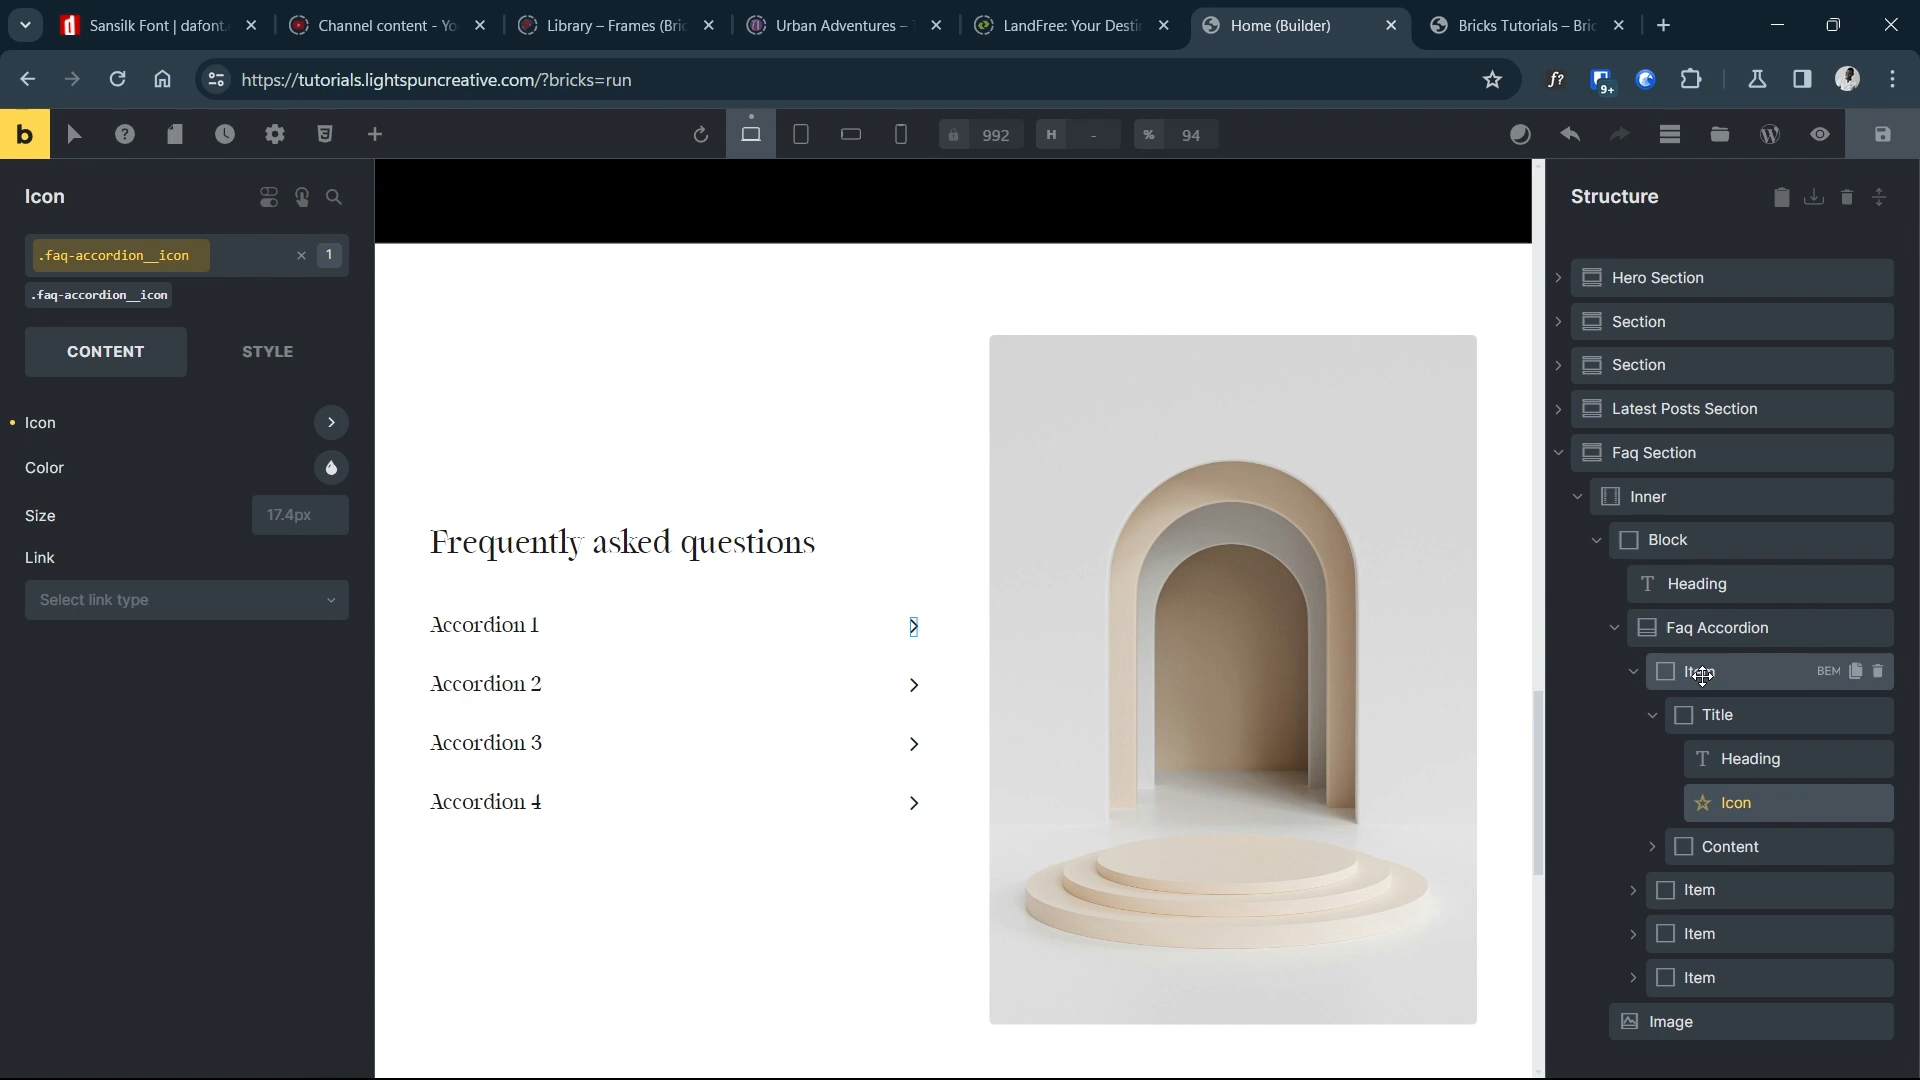 Sansilk Font | dafont.
Channel content - Yo
Library – Frames (Bric
Urban Adventures –
LandFree: Your Desti
Home (Builder)
Bricks Tutorials – Bric
https://tutorials.lightspuncreative.com/?bricks=run
f?
9+
b
992
H
-
%
94
Icon
.faq-accordion__icon
1
.faq-accordion__icon
CONTENT
STYLE
Icon
Color
Size
17.4px
Link
Select link type
Frequently asked questions
Accordion 1
Accordion 2
Accordion 3
Accordion 4
Structure
Hero Section
Section
Section
Latest Posts Section
Faq Section
Inner
Block
Heading
Faq Accordion
Item
BEM
Title
Heading
Icon
Content
Item
Item
Item
Image